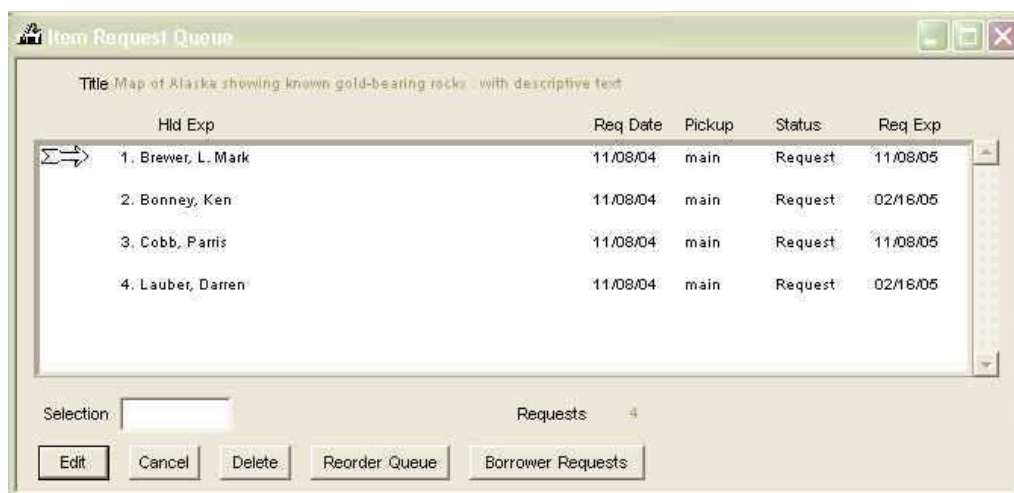 Item Request Queue
Title Map of Alaska showing known gold-bearing rocks : with descriptive text
Hld Exp Req Date Pickup Status Req Exp
1. Brewer, L. Mark 11/08/04 main Request 11/08/05
2. Bonney, Ken 11/08/04 main Request 02/16/05
3. Cobb, Parris 11/08/04 main Request 11/08/05
4. Lauber, Darren 11/08/04 main Request 02/16/05
Selection Requests 4
Edit Cancel Delete Reorder Queue Borrower Requests